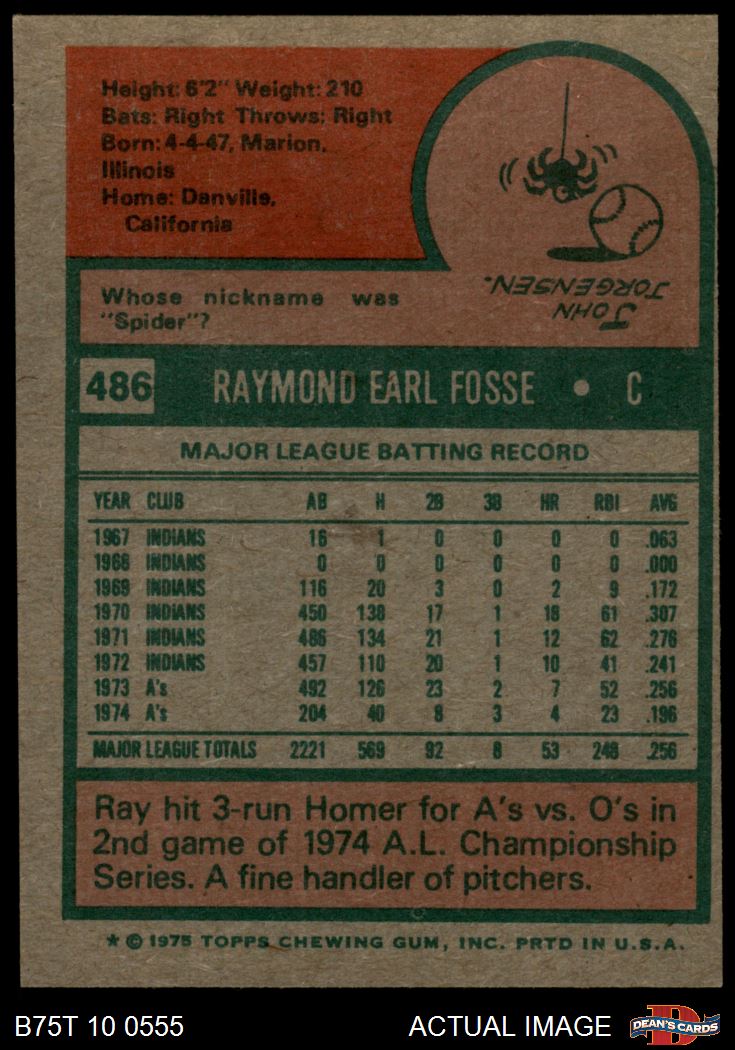 Height: 6'2" Weight: 210
Bats: Right Throws: Right
Born: 4-4-47, Marion,
Illinois
Home: Danville,
California
Whose nickname was
"Spider"?
JOHN
JORGENSEN.
486 RAYMOND EARL FOSSE • C
MAJOR LEAGUE BATTING RECORD
YEAR CLUB AB H 2B 3B HR RBI AVG
1967 INDIANS 16 1 0 0 0 0 .063
1968 INDIANS 0 0 0 0 0 0 .000
1969 INDIANS 116 20 3 0 2 9 .172
1970 INDIANS 450 138 17 1 18 61 .307
1971 INDIANS 486 134 21 1 12 62 .276
1972 INDIANS 457 110 20 1 10 41 .241
1973 A's 492 126 23 2 7 52 .256
1974 A's 204 40 8 3 4 23 .196
MAJOR LEAGUE TOTALS 2221 569 92 8 53 248 .256
Ray hit 3-run Homer for A's vs. O's in
2nd game of 1974 A.L. Championship
Series. A fine handler of pitchers.
* © 1975 TOPPS CHEWING GUM, INC. PRTD IN U.S.A.
B75T 10 0555 ACTUAL IMAGE DEAN'S CARDS